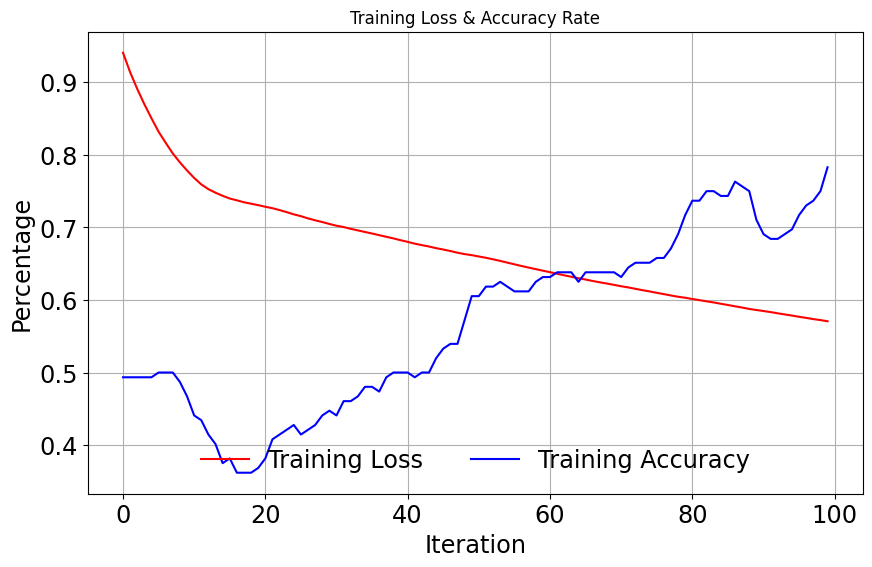 Training Loss & Accuracy Rate
Percentage
0.9
0.8
0.7
0.6
0.5
0.4
Training Loss
Training Accuracy
0 20 40 60 80 100
Iteration